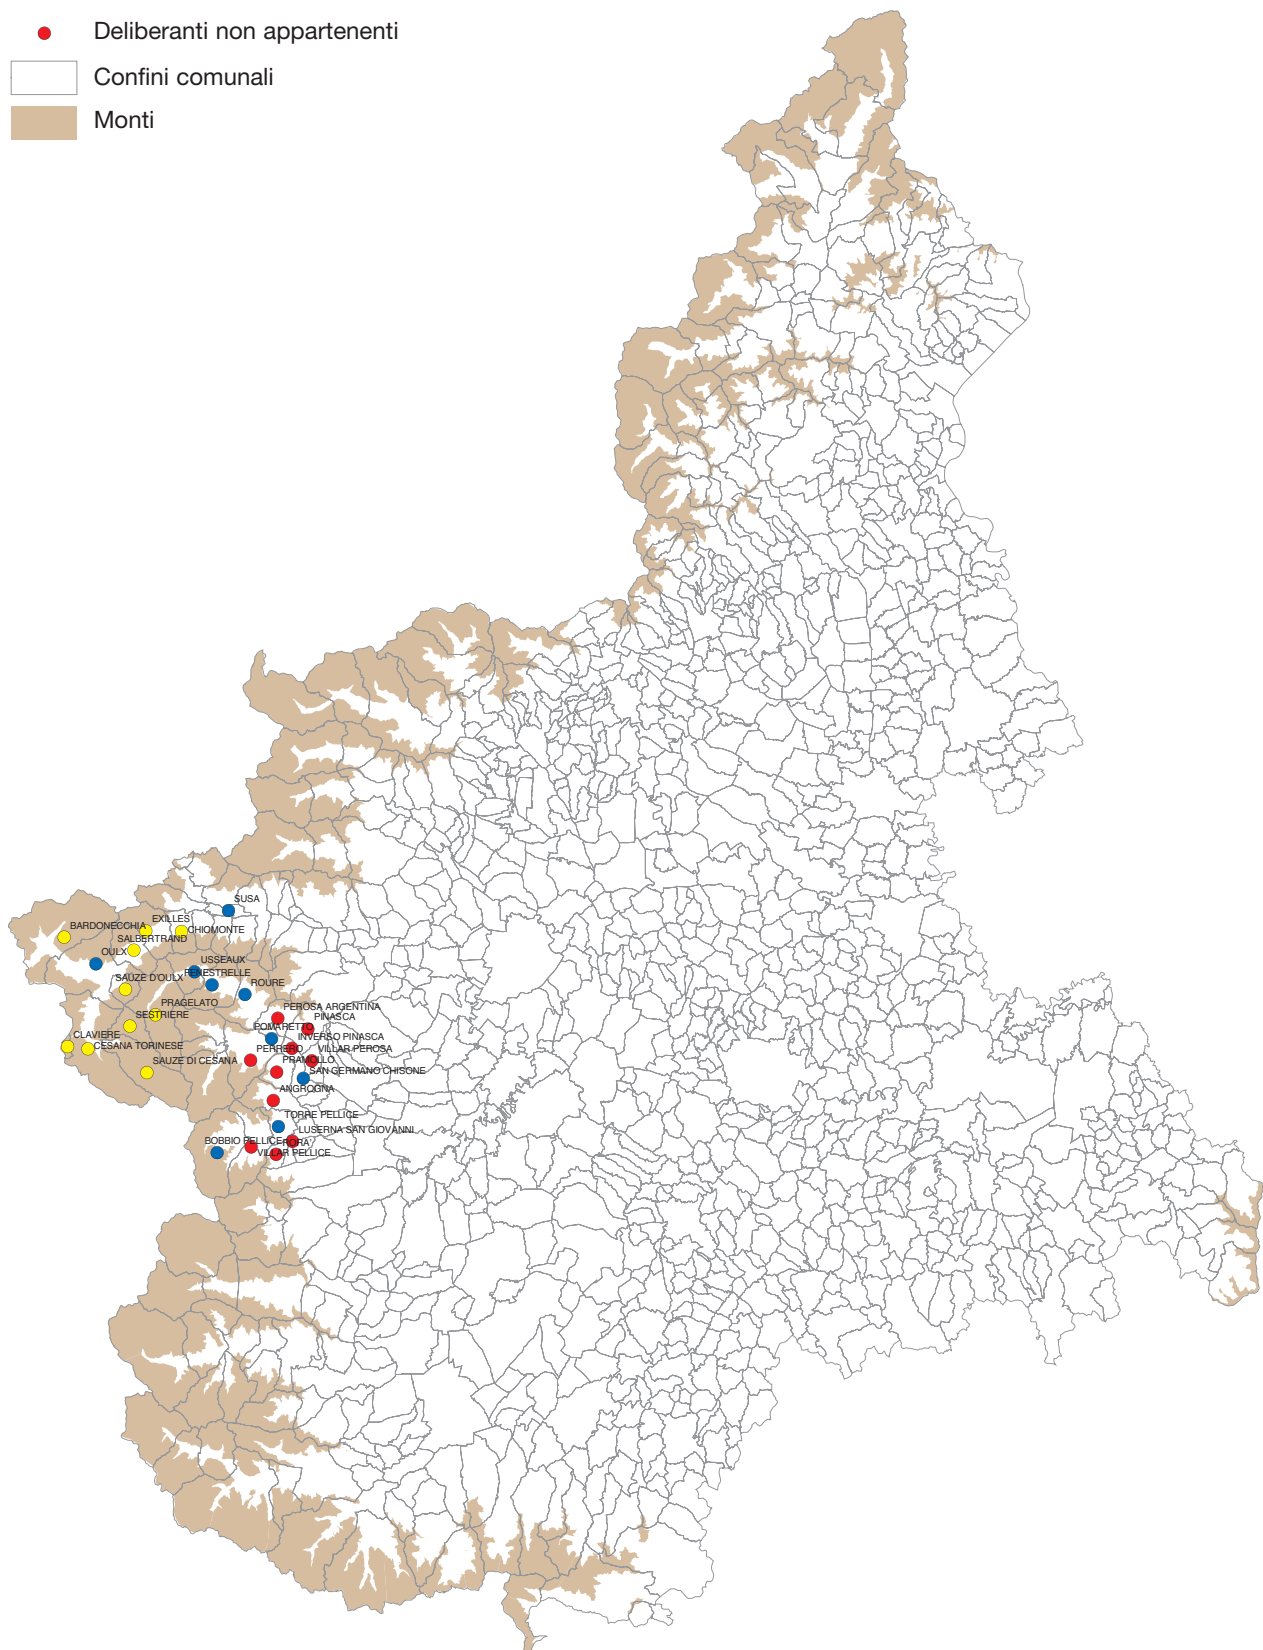 Deliberanti non appartenenti
Confini comunali
Monti
SUSA
EXILLES
BARDONECCHIA
CHIOMONTE
SALBERTRAND
OULX
USSEAUX
FENESTRELLE
SAUZE D'OULX
ROURE
PRAGELATO
PEROSA ARGENTINA
SESTRIERE
PINASCA
POMARETTO
CLAVIERE
INVERSO PINASCA
CESANA TORINESE
PERRERO
VILLAR PEROSA
SAUZE DI CESANA
PRAMOLLO
SAN GERMANO CHISONE
ANGROGNA
TORRE PELLICE
LUSERNA SAN GIOVANNI
BOBBIO PELLICE
RORA'
VILLAR PELLICE